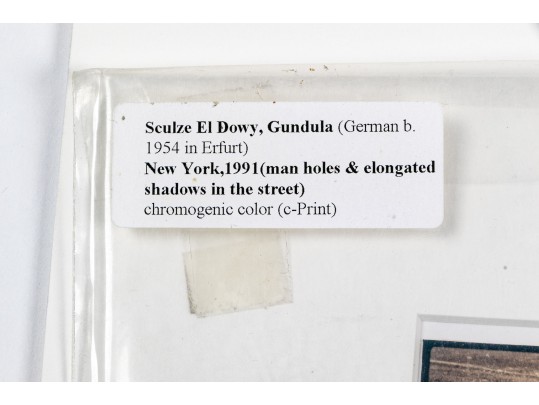 Sculze El Dowy, Gundula (German b.
1954 in Erfurt)
New York,1991(man holes & elongated
shadows in the street)
chromogenic color (c-Print)